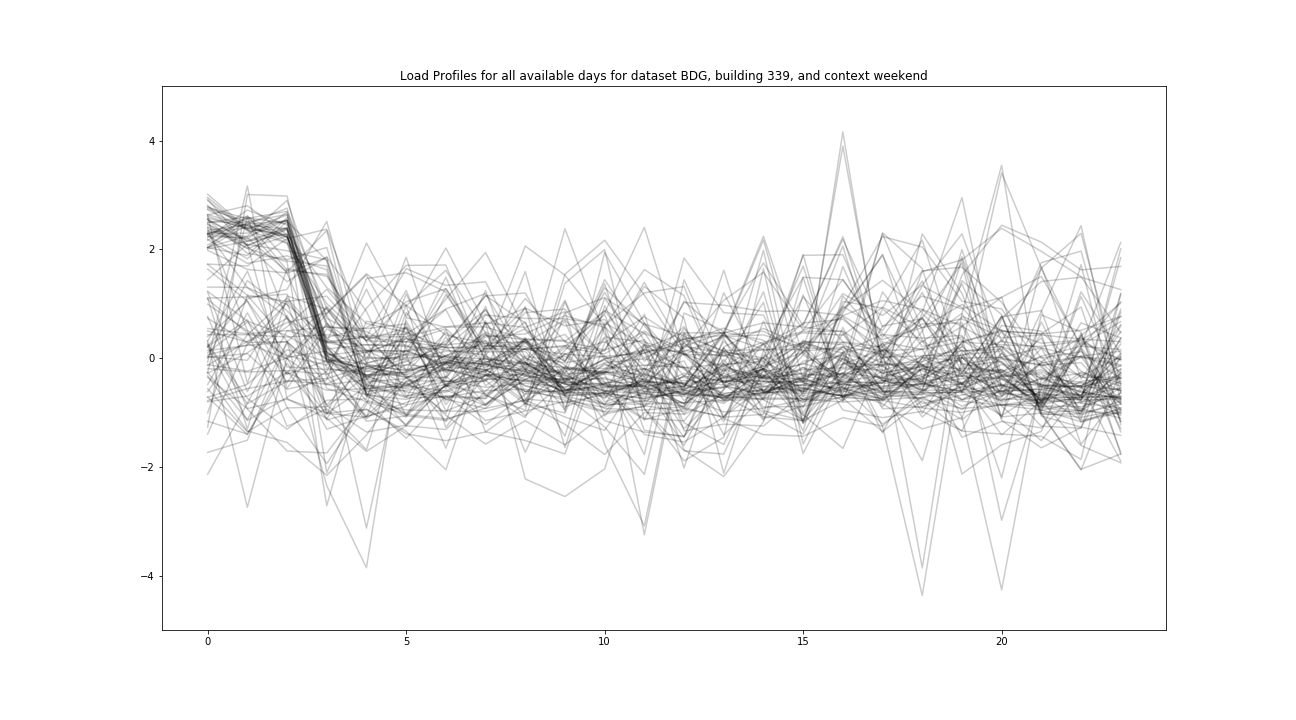 Load Profiles for all available days for dataset BDG, building 339, and context weekend
4
2
0
−2
−4
0 5 10 15 20